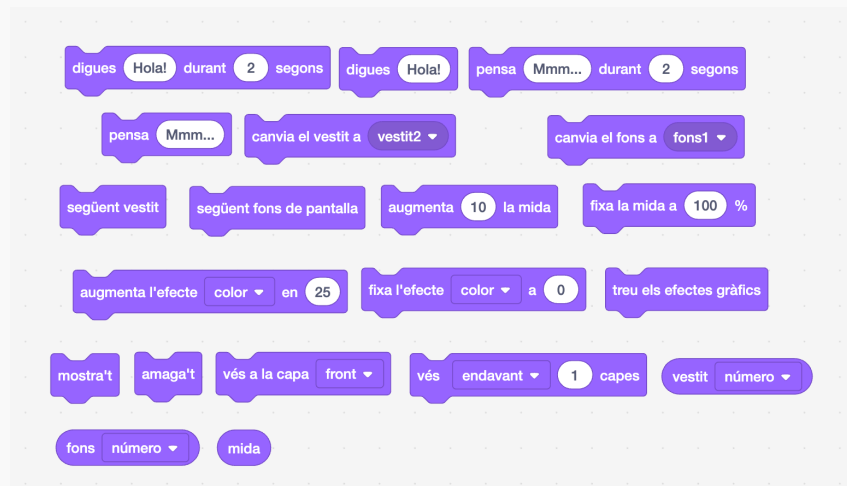 digues Hola! durant 2 segons
digues Hola!
pensa Mmm... durant 2 segons
pensa Mmm...
canvia el vestit a vestit2
canvia el fons a fons1
següent vestit
següent fons de pantalla
augmenta 10 la mida
fixa la mida a 100 %
augmenta l'efecte color en 25
fixa l'efecte color a 0
treu els efectes gràfics
mostra't
amaga't
vés a la capa front
vés endavant 1 capes
vestit número
fons número
mida